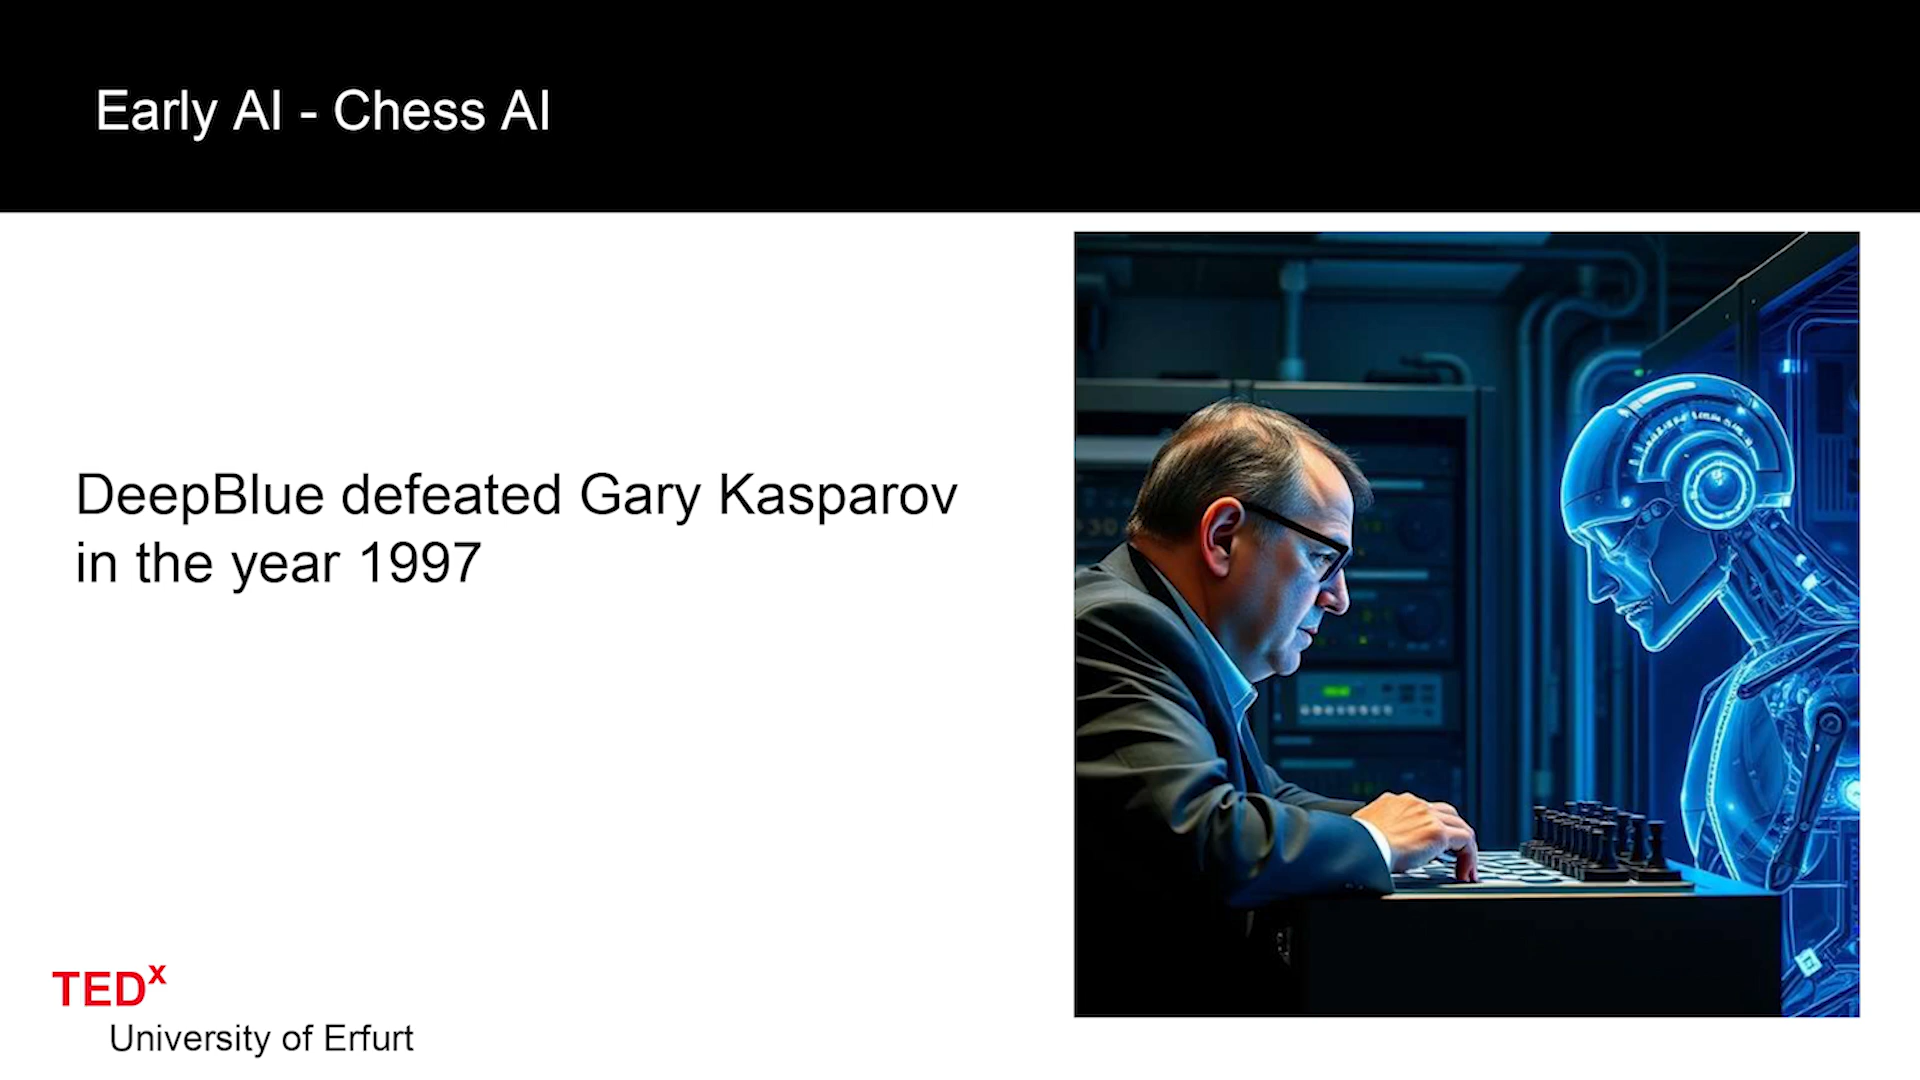 Early AI - Chess AI
DeepBlue defeated Gary Kasparov
in the year 1997
TEDx
University of Erfurt